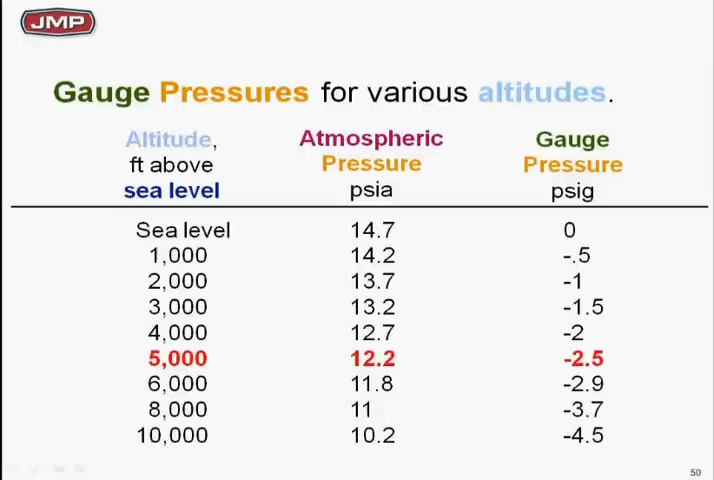 JMP
Gauge Pressures for various altitudes.
Altitude, Atmospheric Gauge
ft above Pressure Pressure
sea level psia psig
Sea level 14.7 0
1,000 14.2 -.5
2,000 13.7 -1
3,000 13.2 -1.5
4,000 12.7 -2
5,000 12.2 -2.5
6,000 11.8 -2.9
8,000 11 -3.7
10,000 10.2 -4.5
50